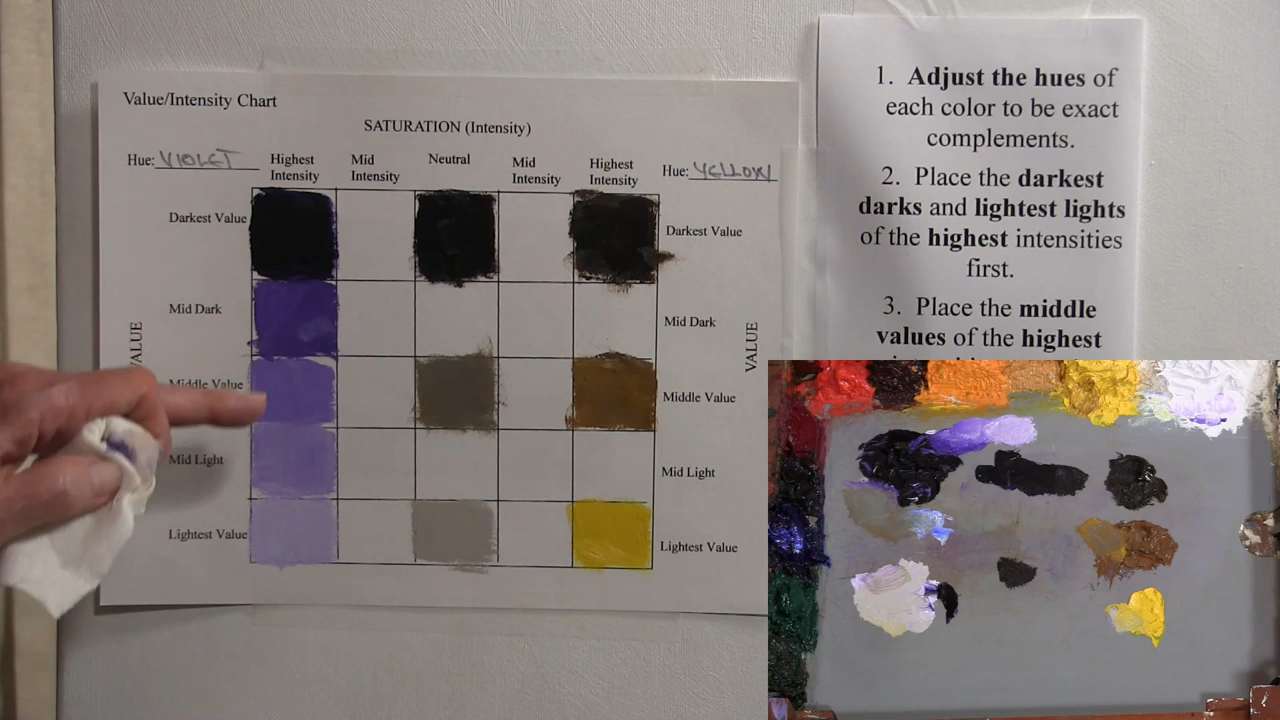 Value/Intensity Chart
SATURATION (Intensity)
Hue: VIOLET
Highest Intensity
Mid Intensity
Neutral
Mid Intensity
Highest Intensity
Hue: YELLOW
Darkest Value
Darkest Value
Mid Dark
Mid Dark
VALUE
VALUE
Middle Value
Middle Value
Mid Light
Mid Light
Lightest Value
Lightest Value
1. Adjust the hues of
each color to be exact
complements.
2. Place the darkest
darks and lightest lights
of the highest intensities
first.
3. Place the middle
values of the highest